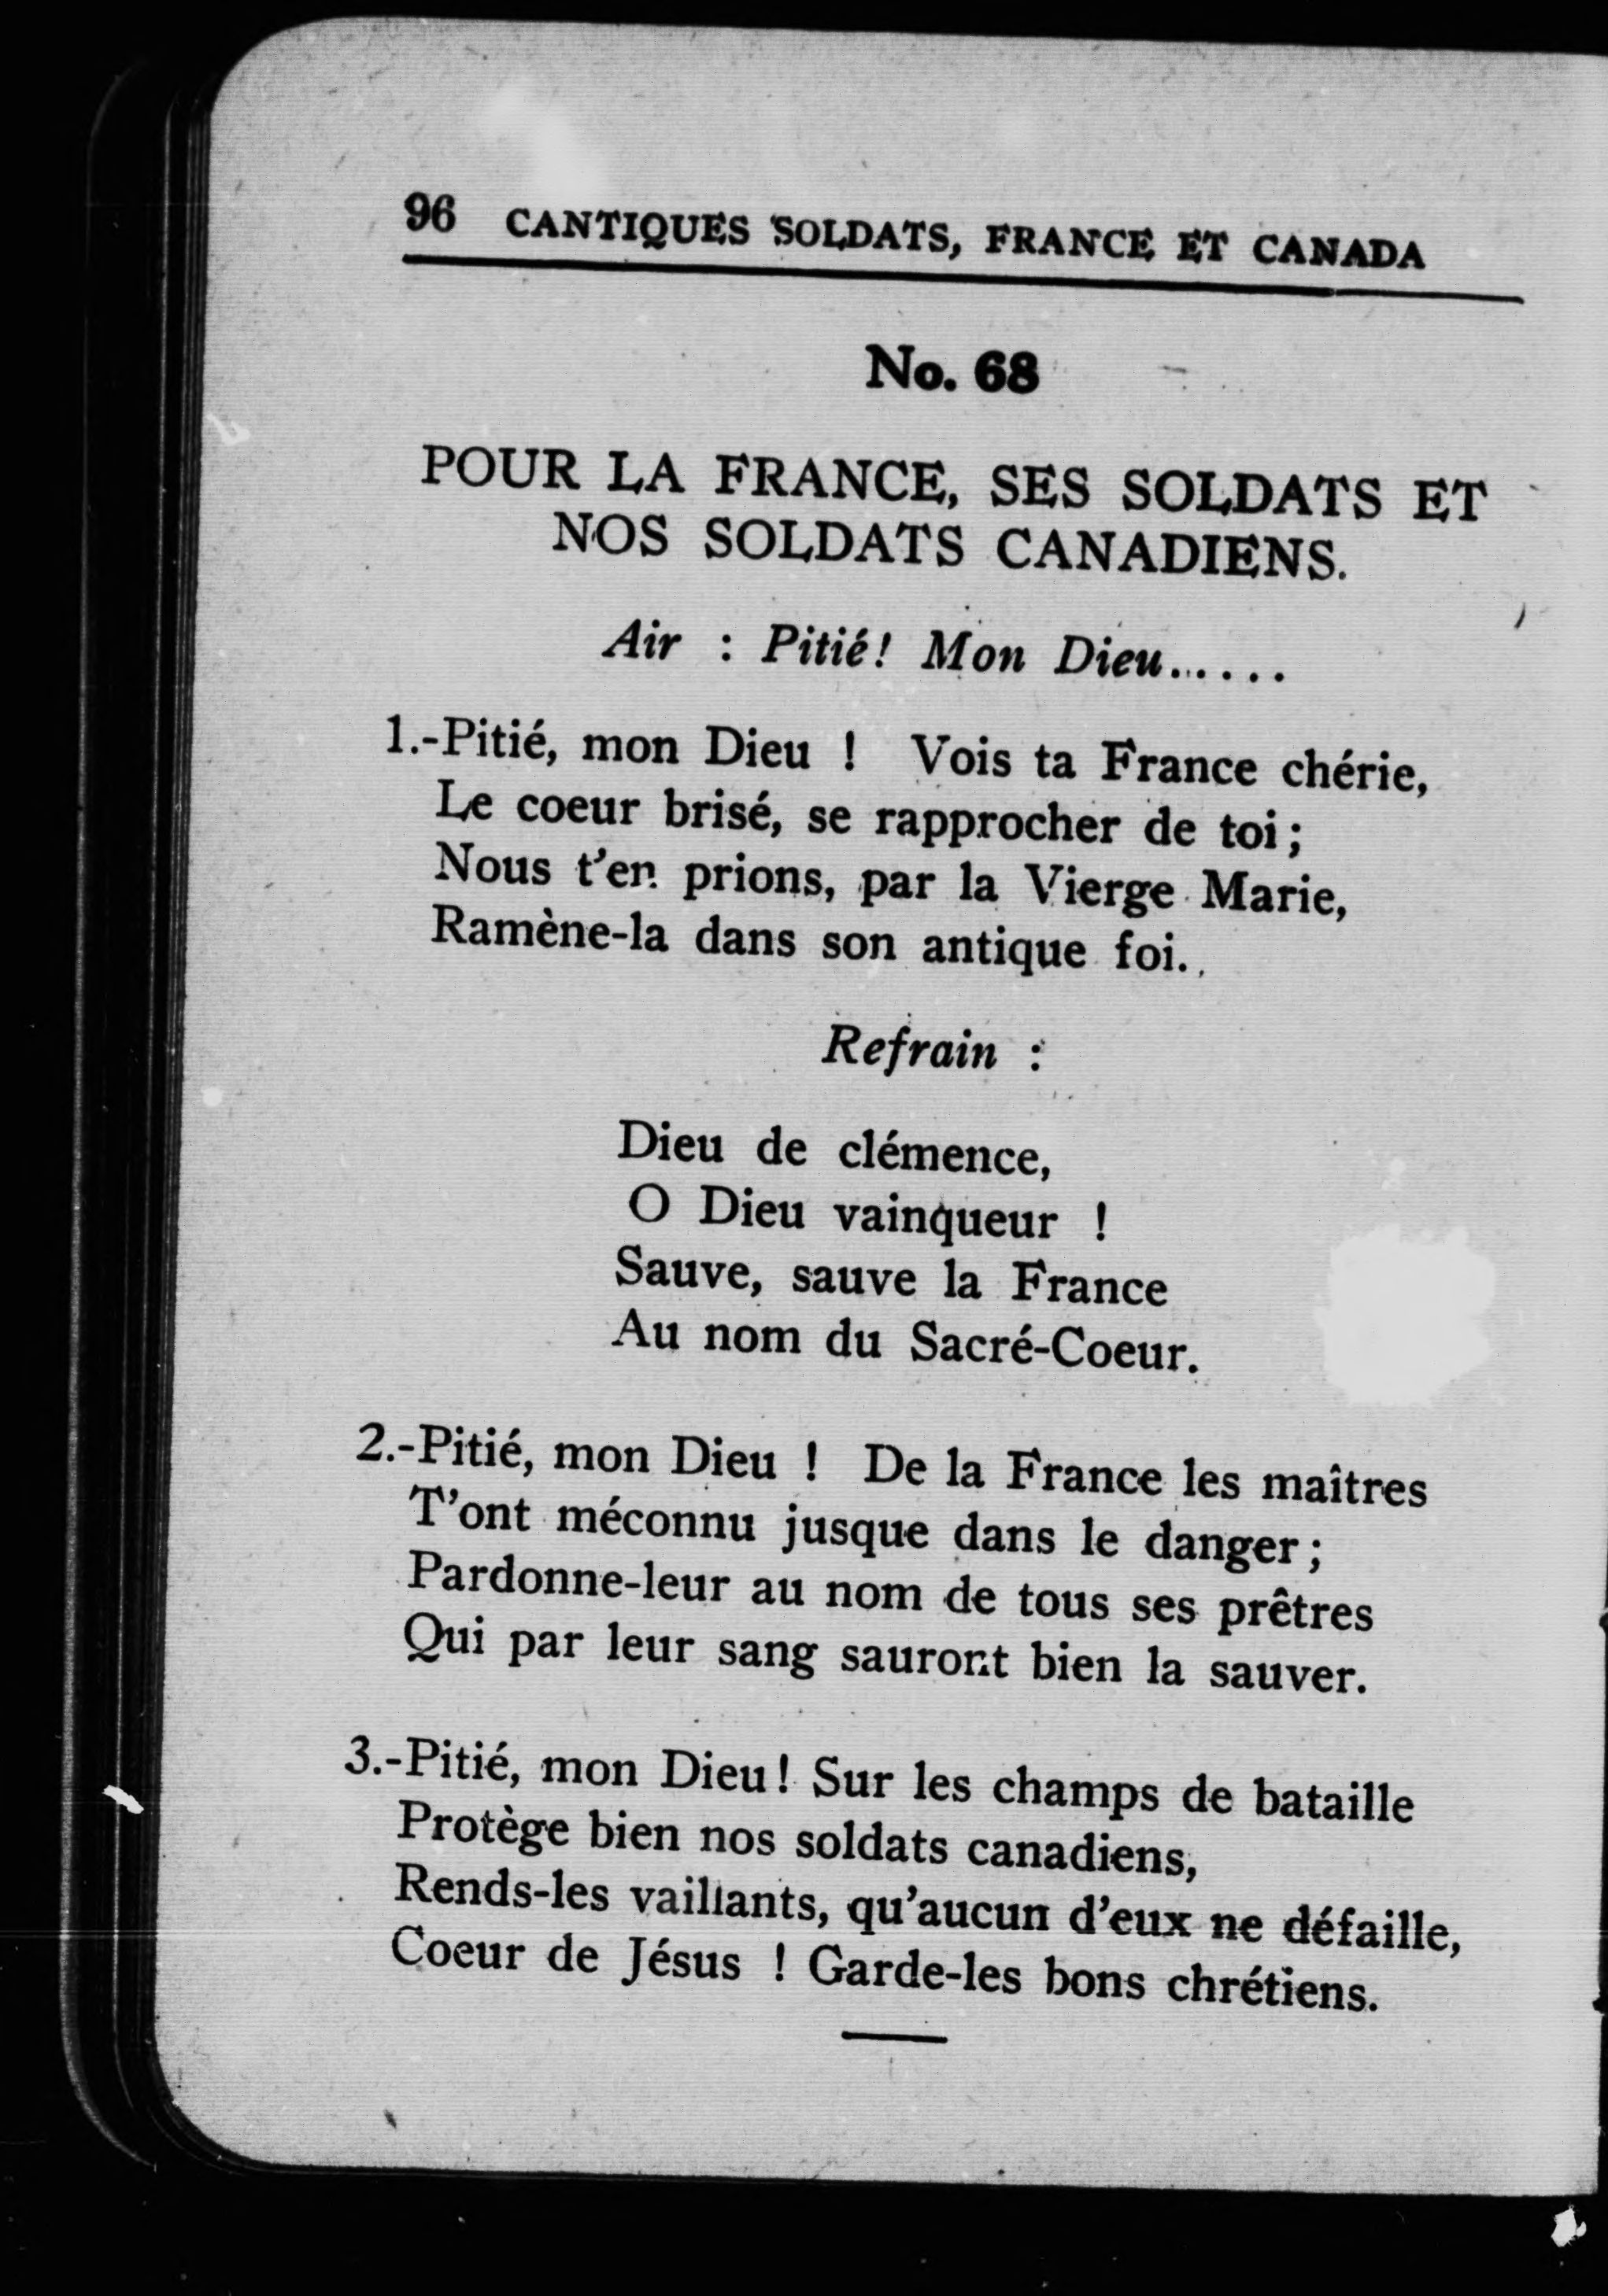 96 CANTIQUES SOLDATS, FRANCE ET CANADA
No. 68
POUR LA FRANCE, SES SOLDATS ET
NOS SOLDATS CANADIENS.
Air : Pitié! Mon Dieu......
1.-Pitié, mon Dieu ! Vois ta France chérie,
Le coeur brisé, se rapprocher de toi ;
Nous t'en prions, par la Vierge Marie,
Ramène-la dans son antique foi.
Refrain :
Dieu de clémence,
O Dieu vainqueur !
Sauve, sauve la France
Au nom du Sacré-Coeur.
2.-Pitié, mon Dieu ! De la France les maîtres
T'ont méconnu jusque dans le danger ;
Pardonne-leur au nom de tous ses prêtres
Qui par leur sang sauront bien la sauver.
3.-Pitié, mon Dieu! Sur les champs de bataille
Protège bien nos soldats canadiens,
Rends-les vaillants, qu'aucun d'eux ne défaille,
Coeur de Jésus ! Garde-les bons chrétiens.